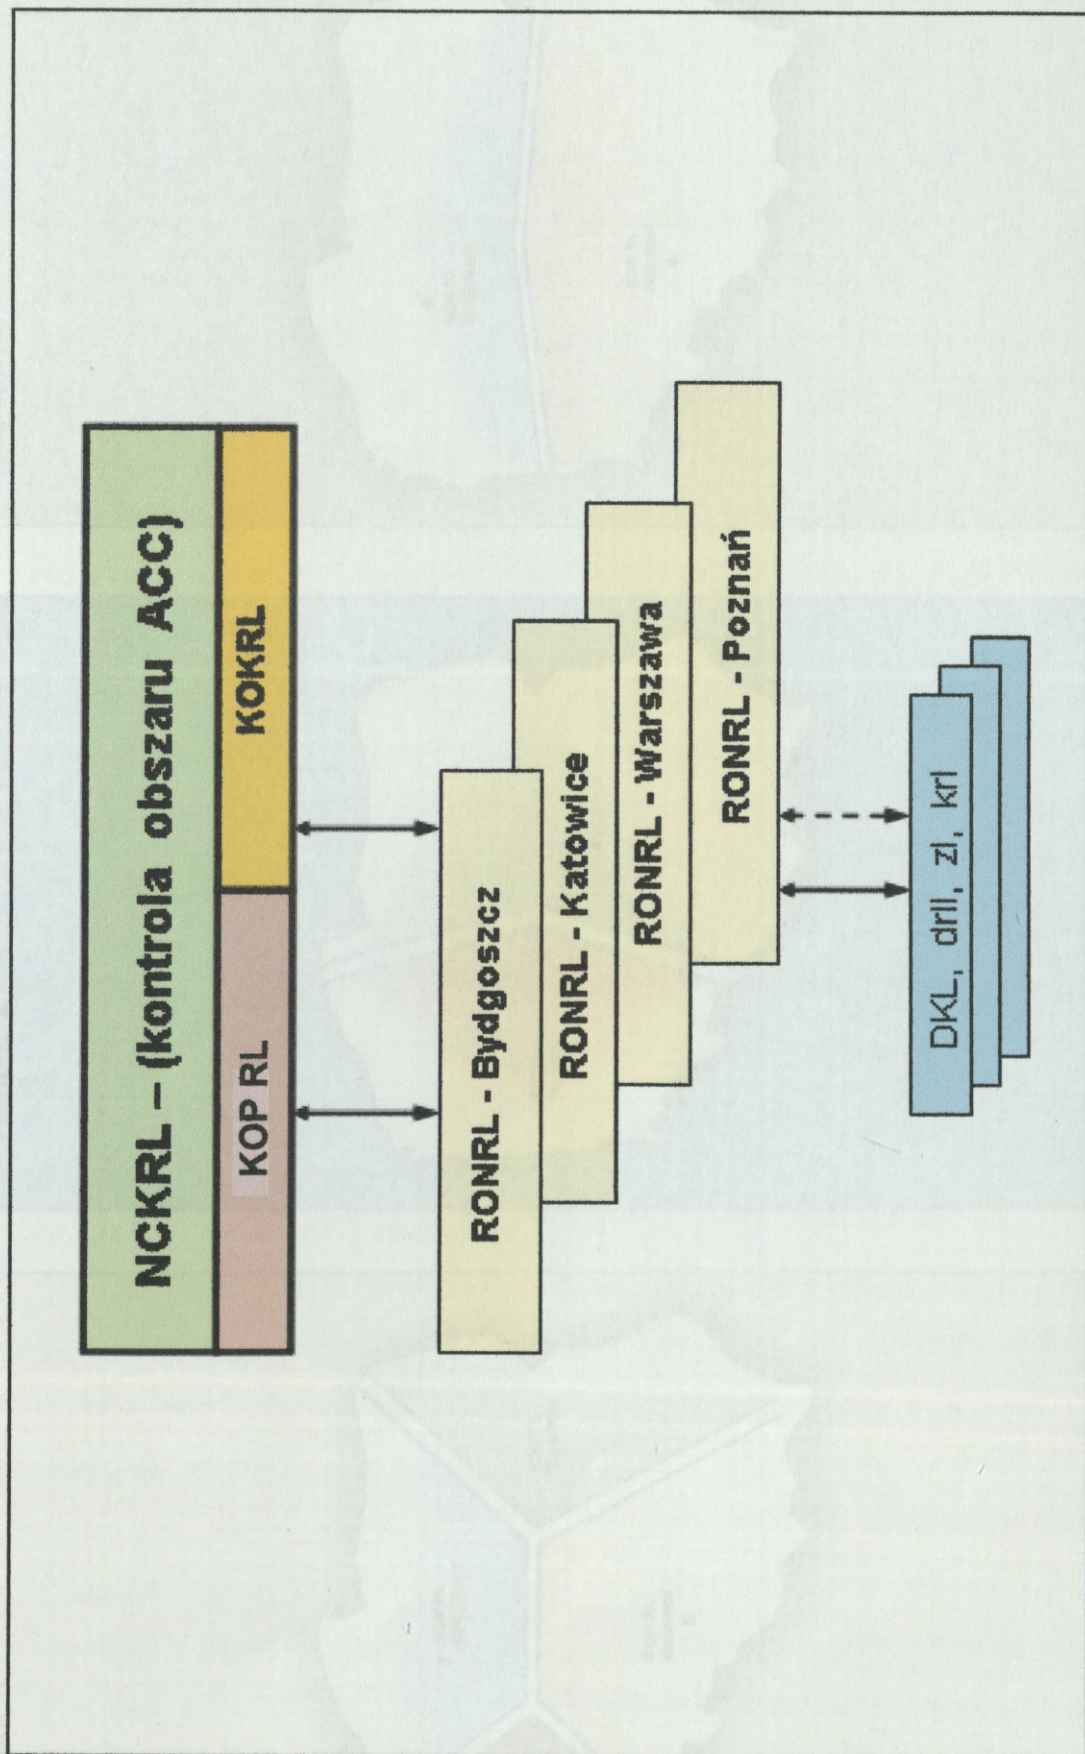 NCKRL – (kontrola obszaru ACC)
KOP RL
KOKRL
RONRL - Bydgoszcz
RONRL - Katowice
RONRL - Warszawa
RONRL - Poznań
DKL, drll, zl, krl